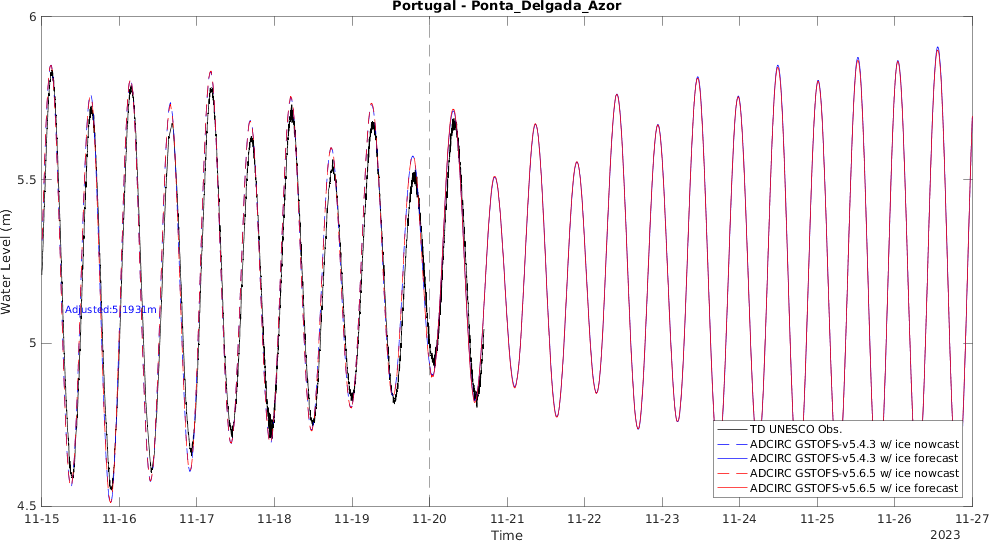 Portugal - Ponta_Delgada_Azor
6
5.5
5
4.5
Water Level (m)
Adjusted:5.1931m
TD UNESCO Obs.
ADCIRC GSTOFS-v5.4.3 w/ ice nowcast
ADCIRC GSTOFS-v5.4.3 w/ ice forecast
ADCIRC GSTOFS-v5.6.5 w/ ice nowcast
ADCIRC GSTOFS-v5.6.5 w/ ice forecast
11-15 11-16 11-17 11-18 11-19 11-20 11-21 11-22 11-23 11-24 11-25 11-26 11-27
Time
2023